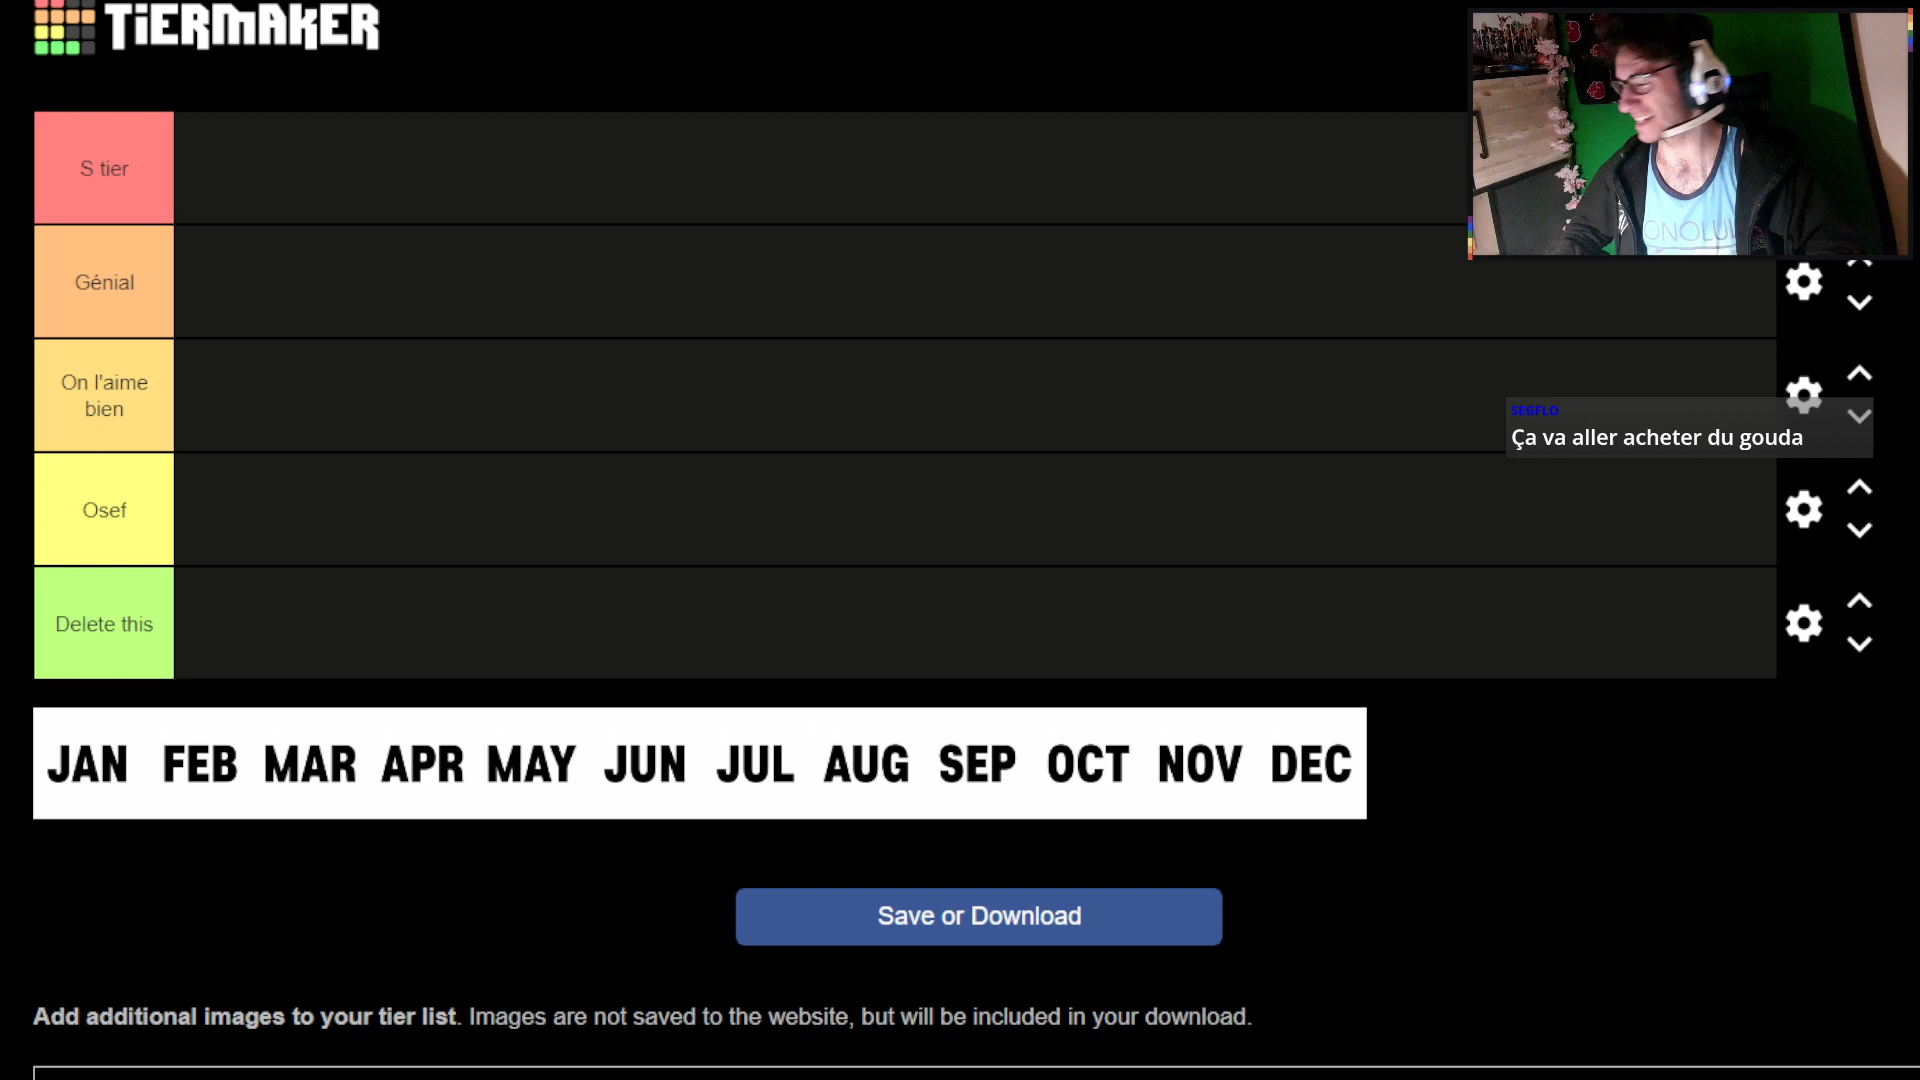 TiERMAKER
S tier
Génial
On l'aime
bien
SEGFLO
Ça va aller acheter du gouda
Osef
Delete this
JAN FEB MAR APR MAY JUN JUL AUG SEP OCT NOV DEC
Save or Download
Add additional images to your tier list. Images are not saved to the website, but will be included in your download.